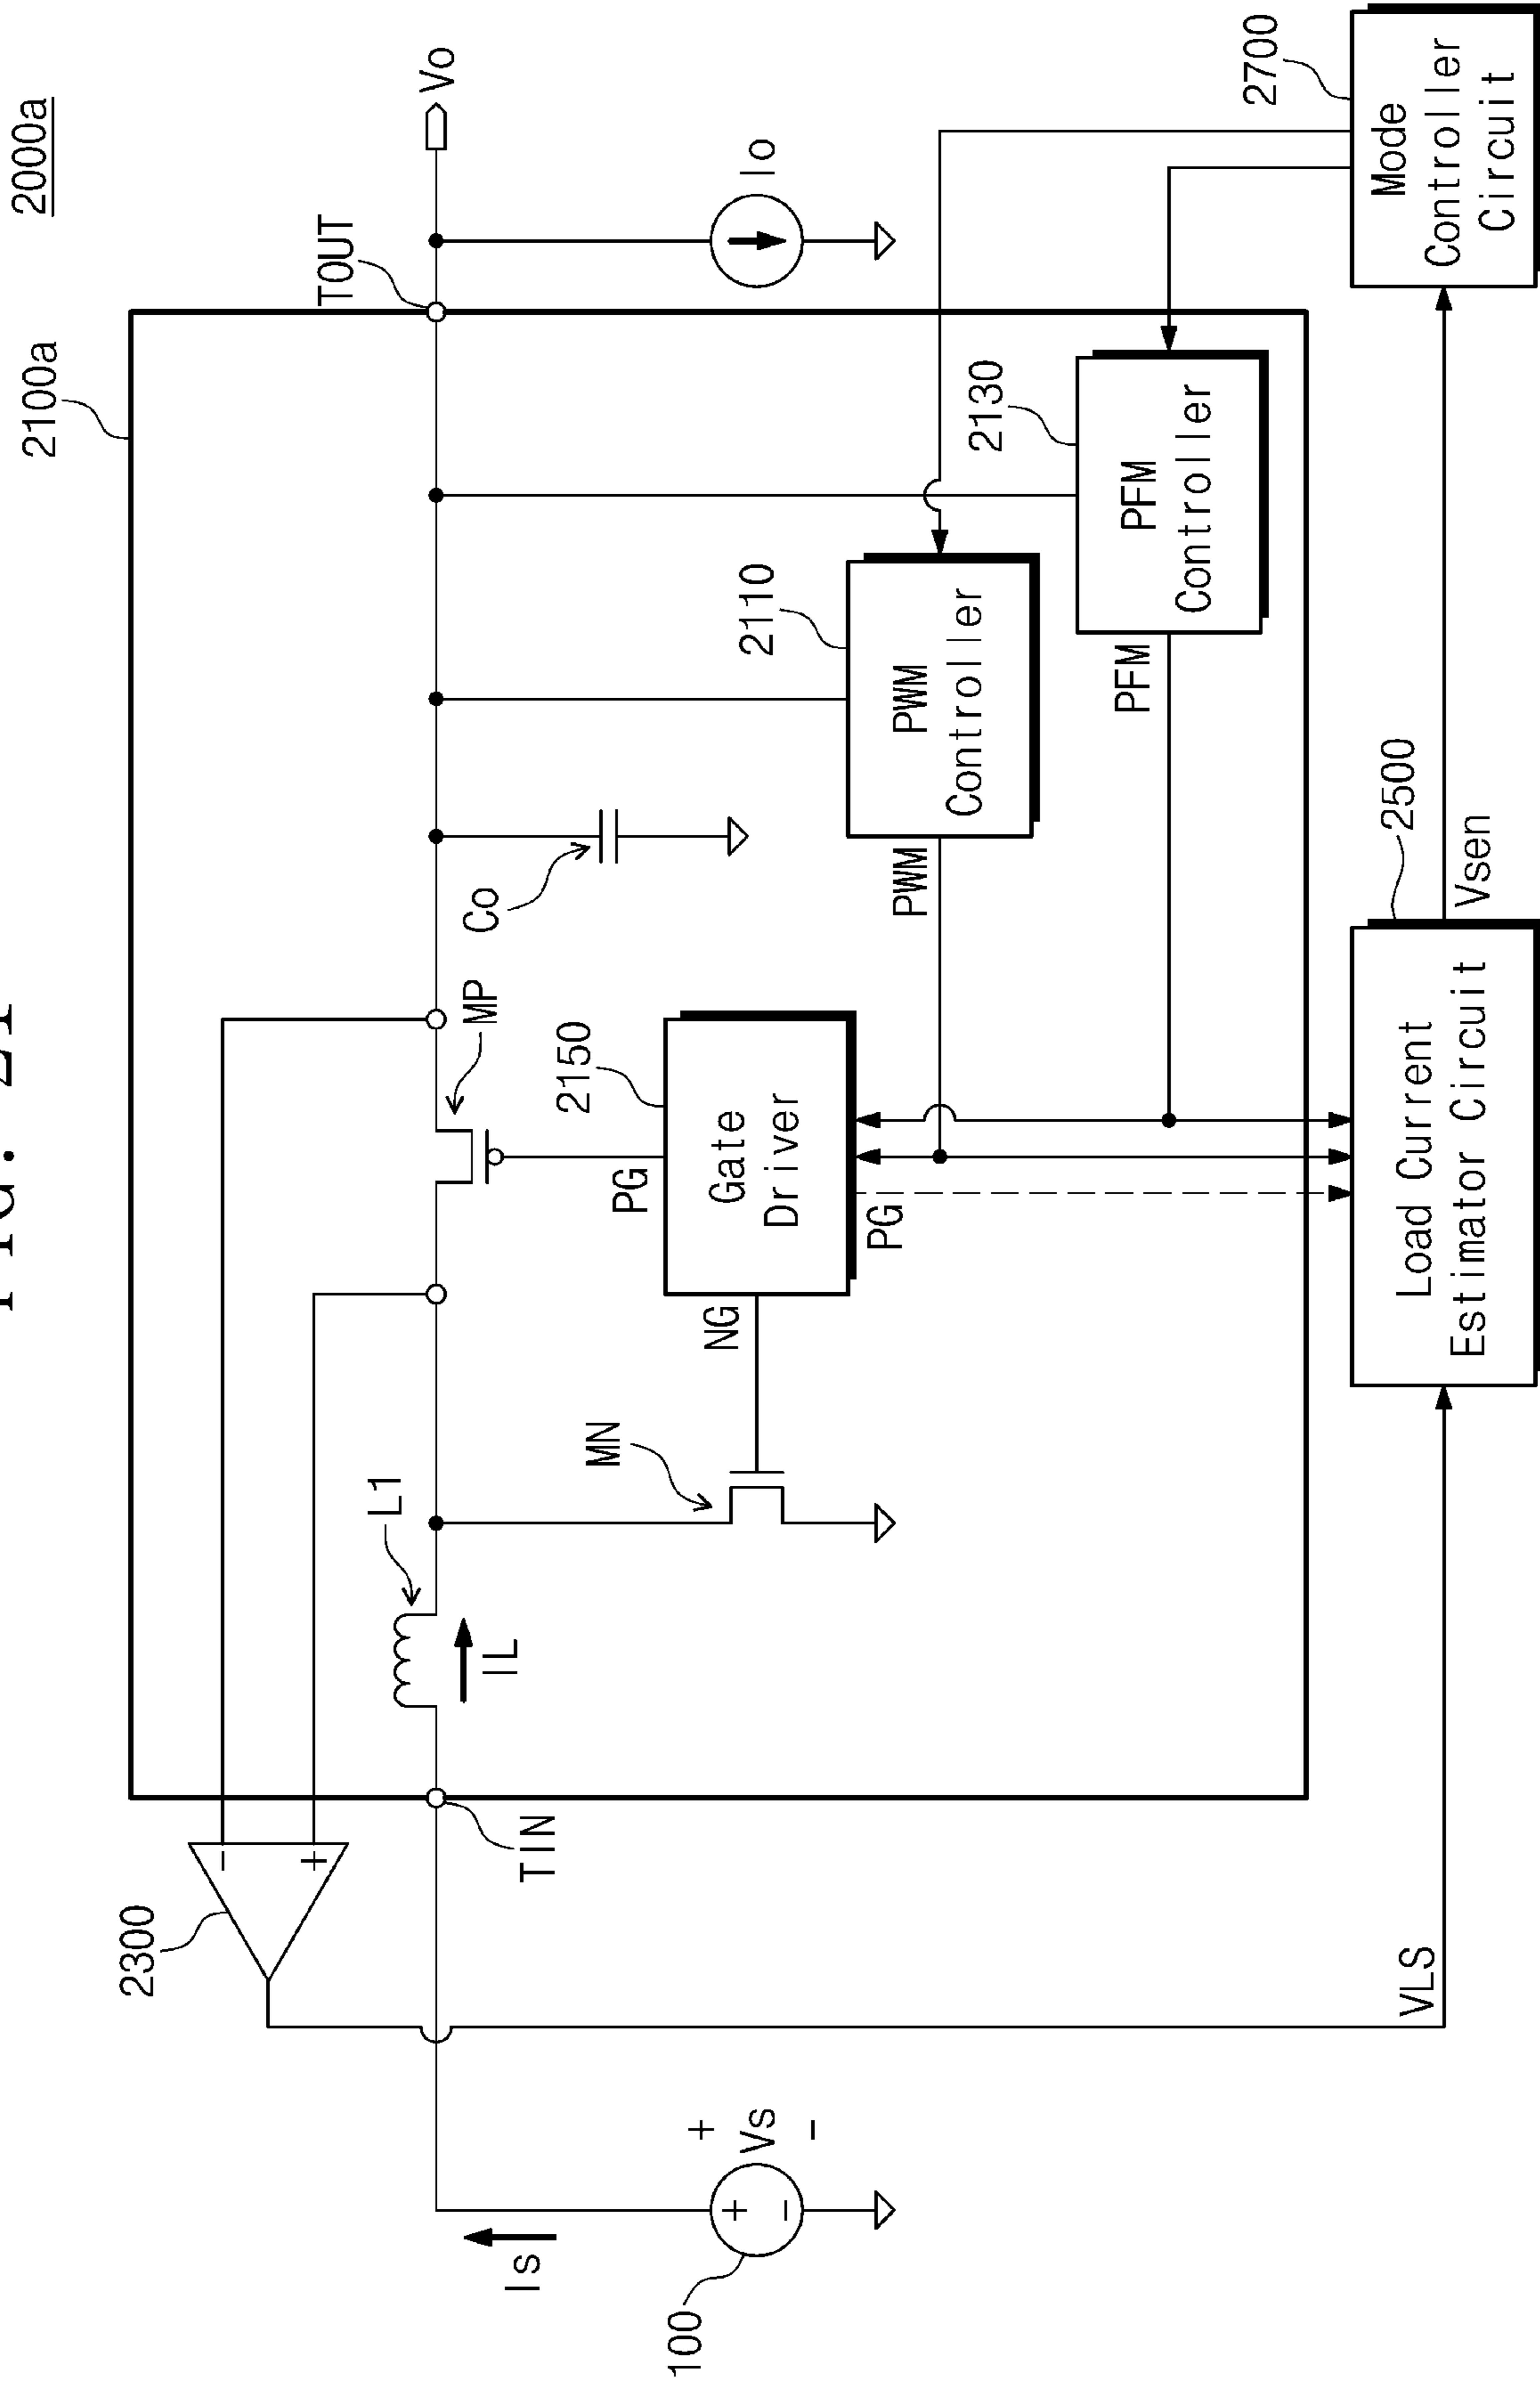 FIG. 21
2000a
2100a
2300
-
+
TOUT
L1
TIN
Vo
IL
MP
Co
Is
MN
PG
2150
100
+
Vs
-
+
-
NG
Gate
Driver
2110
Io
PG
PWM
PWM
Controller
2130
PFM
PFM
Controller
VLS
2500
2700
Load Current
Estimator Circuit
Vsen
Mode
Controller
Circuit